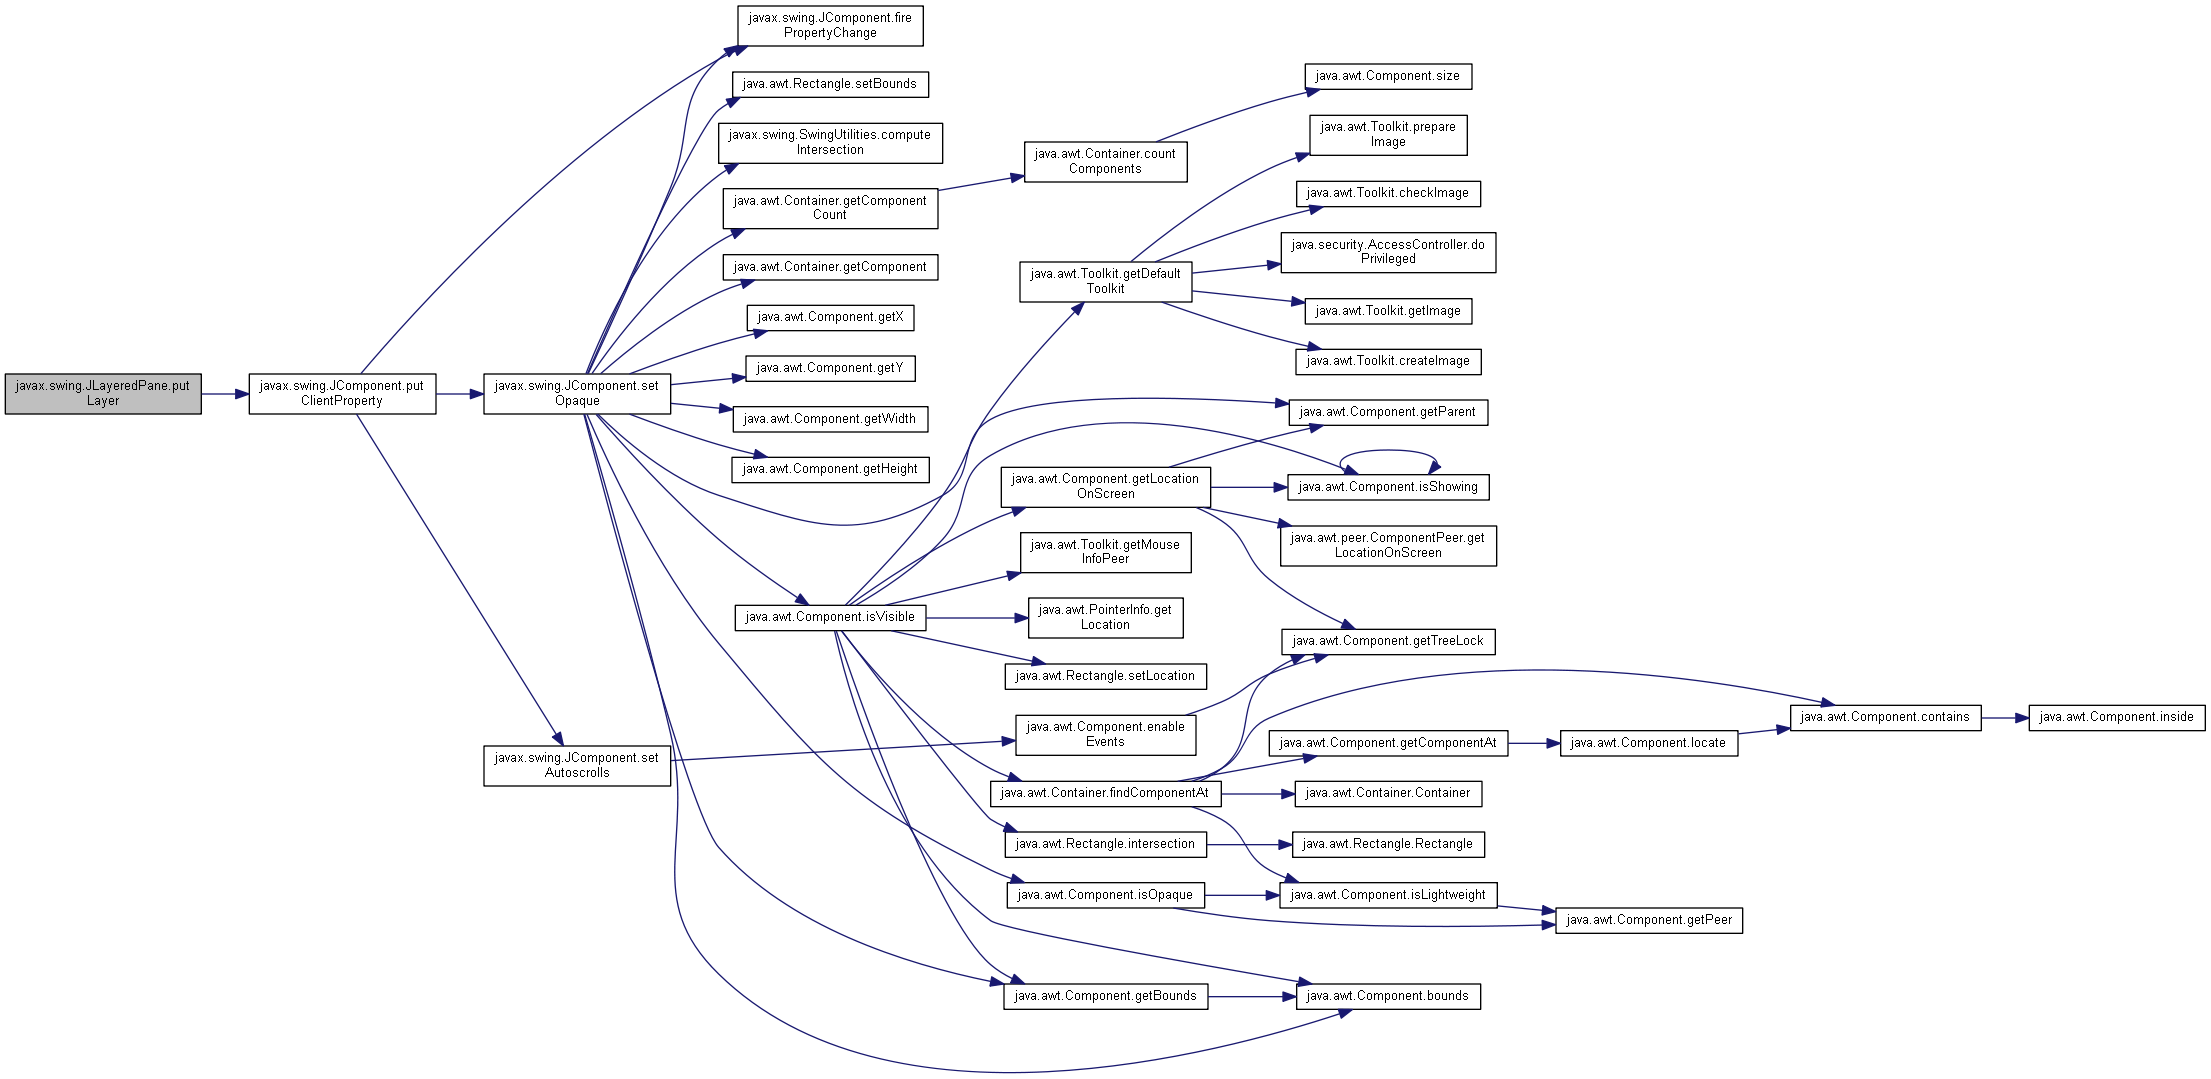 javax.swing.JLayeredPane.put
Layer
javax.swing.JComponent.put
ClientProperty
javax.swing.JComponent.set
Opaque
javax.swing.JComponent.set
Autoscrolls
javax.swing.JComponent.fire
PropertyChange
java.awt.Rectangle.setBounds
javax.swing.SwingUtilities.compute
Intersection
java.awt.Container.getComponent
Count
java.awt.Container.getComponent
java.awt.Component.getX
java.awt.Component.getY
java.awt.Component.getWidth
java.awt.Component.getHeight
java.awt.Component.isVisible
java.awt.Container.count
Components
java.awt.Toolkit.getDefault
Toolkit
java.awt.Component.getLocation
OnScreen
java.awt.Toolkit.getMouse
InfoPeer
java.awt.PointerInfo.get
Location
java.awt.Rectangle.setLocation
java.awt.Component.enable
Events
java.awt.Container.findComponentAt
java.awt.Rectangle.intersection
java.awt.Component.isOpaque
java.awt.Component.getBounds
java.awt.Component.size
java.awt.Toolkit.prepare
Image
java.awt.Toolkit.checkImage
java.security.AccessController.do
Privileged
java.awt.Toolkit.getImage
java.awt.Toolkit.createImage
java.awt.Component.getParent
java.awt.Component.isShowing
java.awt.peer.ComponentPeer.get
LocationOnScreen
java.awt.Component.getTreeLock
java.awt.Component.getComponentAt
java.awt.Container.Container
java.awt.Rectangle.Rectangle
java.awt.Component.isLightweight
java.awt.Component.bounds
java.awt.Component.locate
java.awt.Component.getPeer
java.awt.Component.contains
java.awt.Component.inside